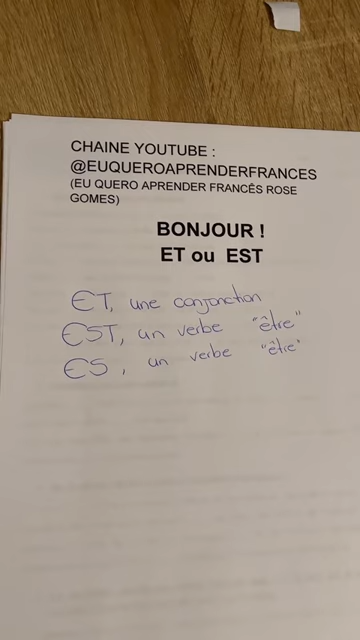 CHAINE YOUTUBE :
@EUQUEROAPRENDERFRANCES
(EU QUERO APRENDER FRANCÊS ROSE
GOMES)
BONJOUR !
ET ou EST
ET, une conjonction
EST, un verbe "être"
ES, un verbe "être"